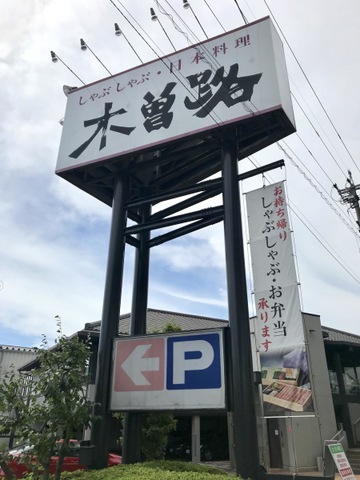 しゃぶしゃぶ・日本料理
木曽路
お持ち帰り
しゃぶしゃぶ・お弁当
承ります
P